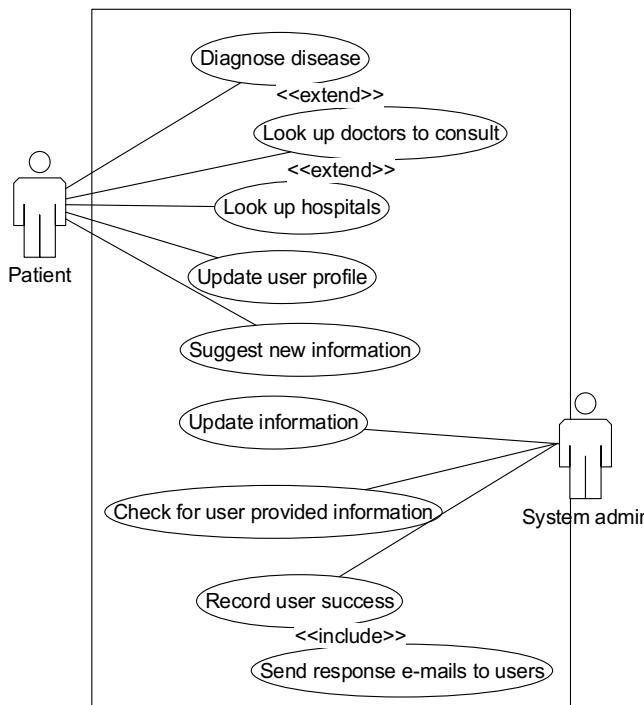 Diagnose disease
<<extend>>
Look up doctors to consult
<<extend>>
Look up hospitals
Patient
Update user profile
Suggest new information
Update information
Check for user provided information
System admin
Record user success
<<include>>
Send response e-mails to users